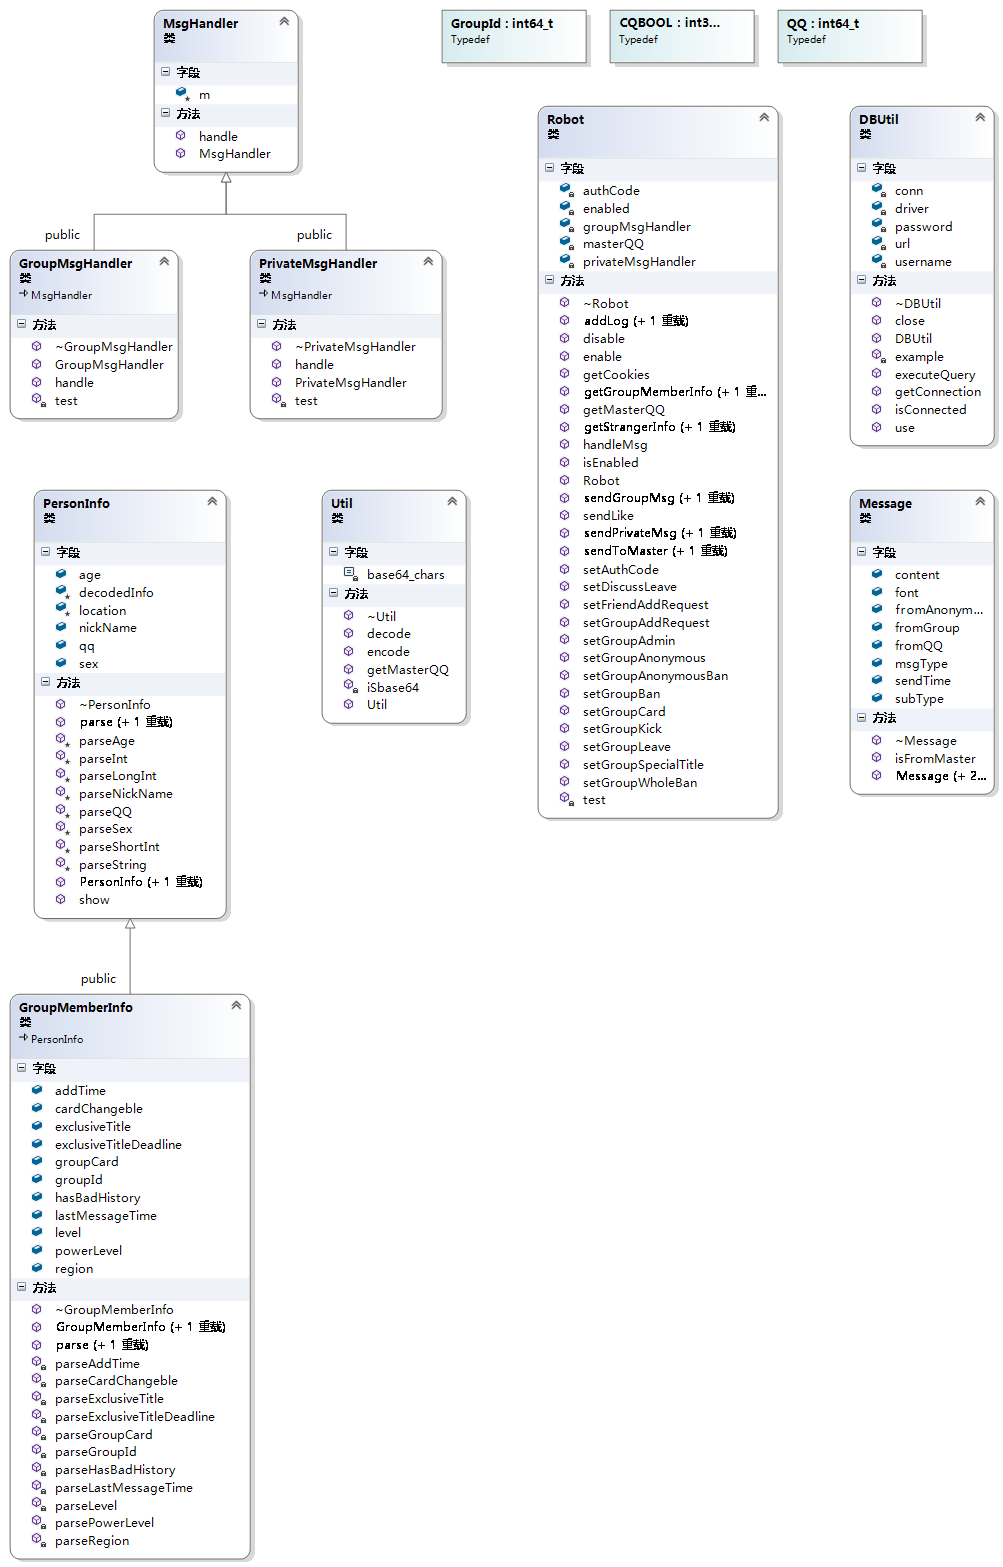 MsgHandler
类
字段
m
方法
handle
MsgHandler
GroupId : int64_t
Typedef
CQBOOL : int3...
Typedef
QQ : int64_t
Typedef
public
public
GroupMsgHandler
类
MsgHandler
方法
~GroupMsgHandler
GroupMsgHandler
handle
test
PrivateMsgHandler
类
MsgHandler
方法
~PrivateMsgHandler
handle
PrivateMsgHandler
test
Robot
类
字段
authCode
enabled
groupMsgHandler
masterQQ
privateMsgHandler
方法
~Robot
addLog (+ 1 重载)
disable
enable
getCookies
getGroupMemberInfo (+ 1 重...
getMasterQQ
getStrangerInfo (+ 1 重载)
handleMsg
isEnabled
Robot
sendGroupMsg (+ 1 重载)
sendLike
sendPrivateMsg (+ 1 重载)
sendToMaster (+ 1 重载)
setAuthCode
setDiscussLeave
setFriendAddRequest
setGroupAddRequest
setGroupAdmin
setGroupAnonymous
setGroupAnonymousBan
setGroupBan
setGroupCard
setGroupKick
setGroupLeave
setGroupSpecialTitle
setGroupWholeBan
test
DBUtil
类
字段
conn
driver
password
url
username
方法
~DBUtil
close
DBUtil
example
executeQuery
getConnection
isConnected
use
PersonInfo
类
字段
age
decodedInfo
location
nickName
qq
sex
方法
~PersonInfo
parse (+ 1 重载)
parseAge
parseInt
parseLongInt
parseNickName
parseQQ
parseSex
parseShortInt
parseString
PersonInfo (+ 1 重载)
show
Util
类
字段
base64_chars
方法
~Util
decode
encode
getMasterQQ
iSbase64
Util
Message
类
字段
content
font
fromAnonym...
fromGroup
fromQQ
msgType
sendTime
subType
方法
~Message
isFromMaster
Message (+ 2...
public
GroupMemberInfo
类
PersonInfo
字段
addTime
cardChangeble
exclusiveTitle
exclusiveTitleDeadline
groupCard
groupId
hasBadHistory
lastMessageTime
level
powerLevel
region
方法
~GroupMemberInfo
GroupMemberInfo (+ 1 重载)
parse (+ 1 重载)
parseAddTime
parseCardChangeble
parseExclusiveTitle
parseExclusiveTitleDeadline
parseGroupCard
parseGroupId
parseHasBadHistory
parseLastMessageTime
parseLevel
parsePowerLevel
parseRegion